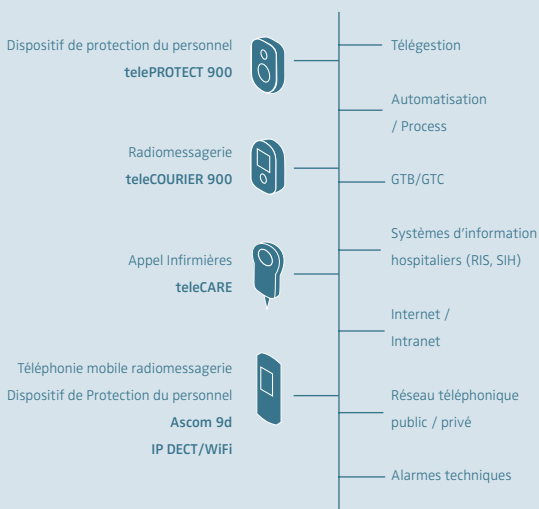 Dispositif de protection du personnel
telePROTECT 900
Radiomessagerie
teleCOURIER 900
Appel Infirmières
teleCARE
Téléphonie mobile radiomessagerie
Dispositif de Protection du personnel
Ascom 9d
IP DECT/WiFi
Télégestion
Automatisation
/ Process
GTB/GTC
Systèmes d'information
hospitaliers (RIS, SIH)
Internet /
Intranet
Réseau téléphonique
public / privé
Alarmes techniques